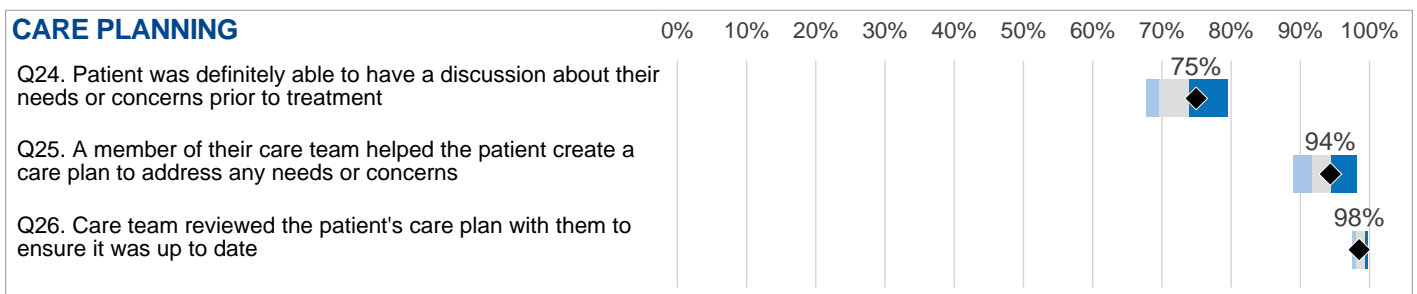 CARE PLANNING
0% 10% 20% 30% 40% 50% 60% 70% 80% 90% 100%
Q24. Patient was definitely able to have a discussion about their
needs or concerns prior to treatment
75%
Q25. A member of their care team helped the patient create a
care plan to address any needs or concerns
94%
Q26. Care team reviewed the patient's care plan with them to
ensure it was up to date
98%